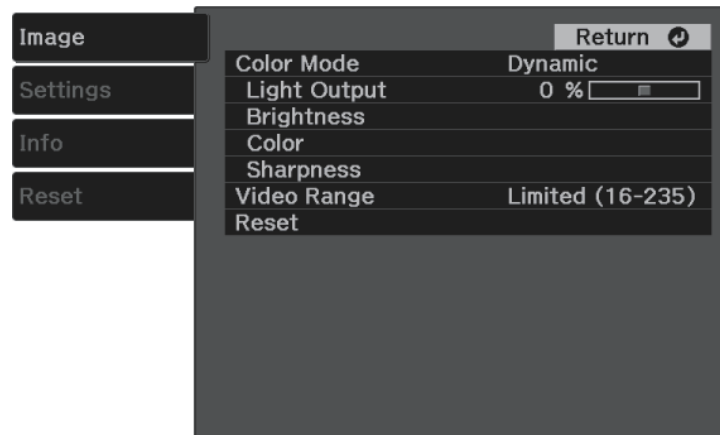 Image
Settings
Info
Reset
Return
Color Mode Dynamic
Light Output 0 %
Brightness
Color
Sharpness
Video Range Limited (16-235)
Reset